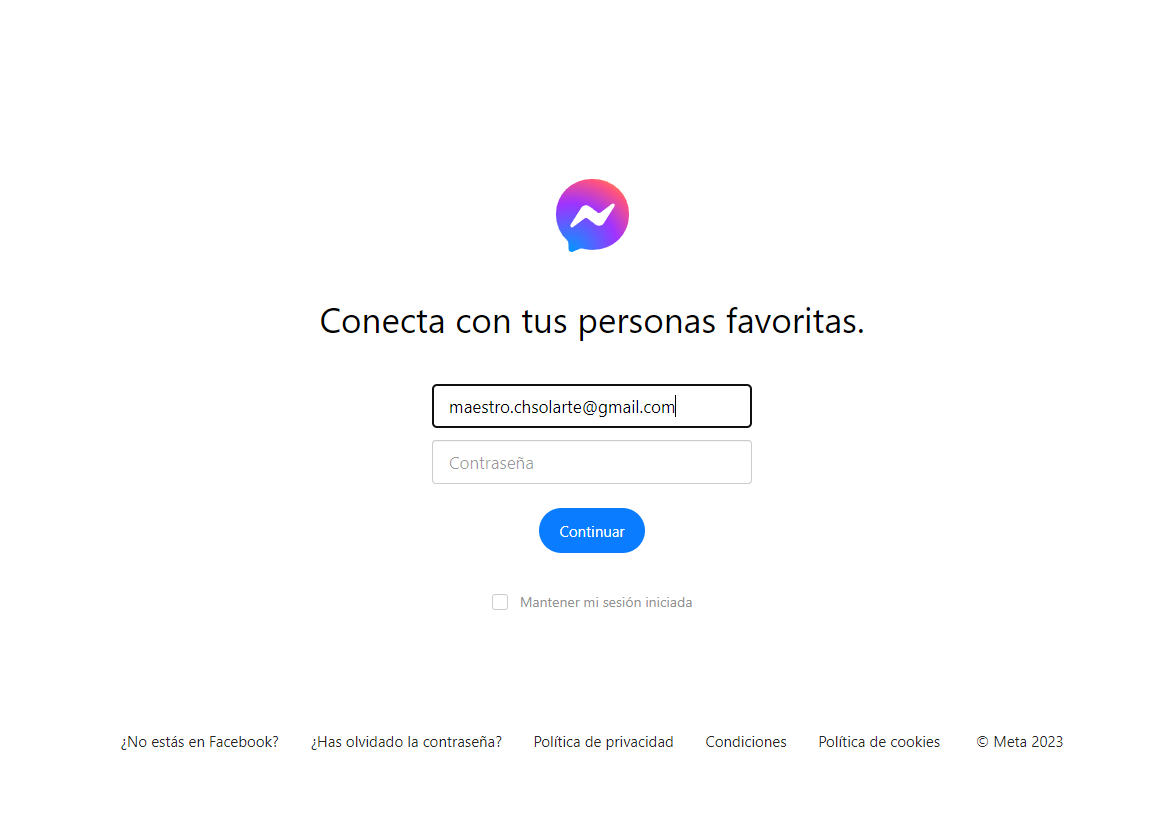 Conecta con tus personas favoritas.
maestro.chsolarte@gmail.com
Contraseña
Continuar
Mantener mi sesión iniciada
¿No estás en Facebook? ¿Has olvidado la contraseña? Política de privacidad Condiciones Política de cookies © Meta 2023